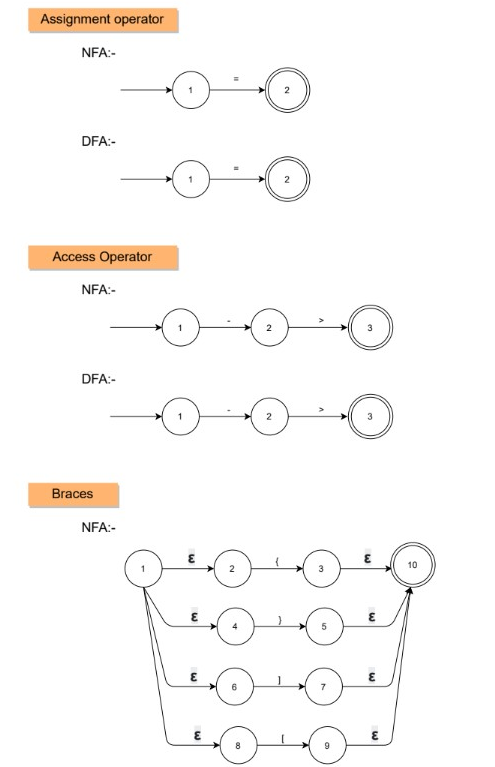 Assignment operator
NFA:-
=
1 2
DFA:-
=
1 2
Access Operator
NFA:-
- >
1 2 3
DFA:-
- >
1 2 3
Braces
NFA:-
ε { ε
1 2 3 10
ε } ε
4 5
ε ] ε
6 7
ε [ ε
8 9